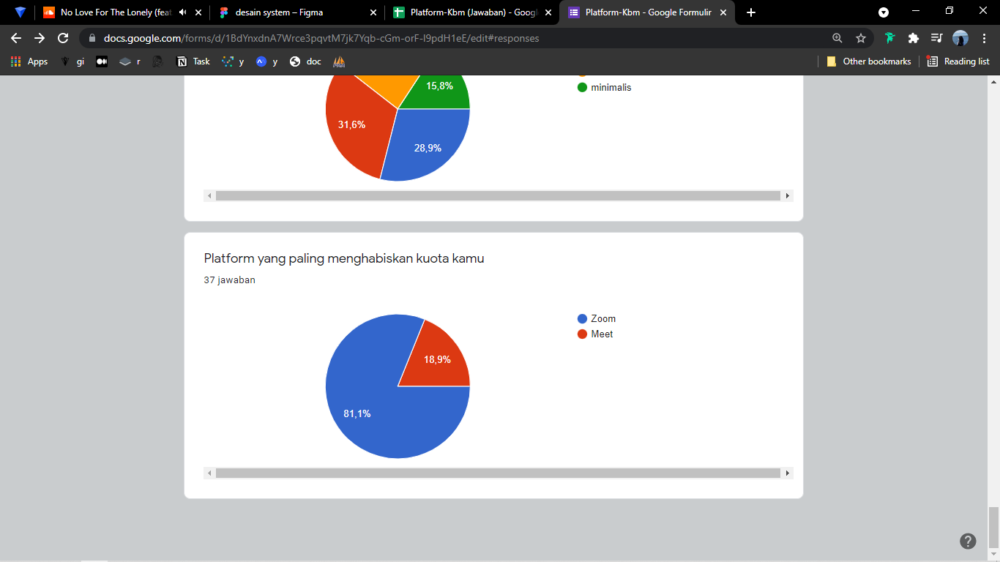 No Love For The Lonely (feat
desain system – Figma
Platform-Kbm (Jawaban) - Googl
Platform-Kbm - Google Formulir
docs.google.com/forms/d/1BdYnxdnA7Wrce3pqvtM7jk7Yqb-cGm-orF-l9pdH1eE/edit#responses
Apps
gi
r
Task
y
y
doc
Other bookmarks
Reading list
15,8%
31,6%
28,9%
minimalis
Platform yang paling menghabiskan kuota kamu
37 jawaban
18,9%
81,1%
Zoom
Meet